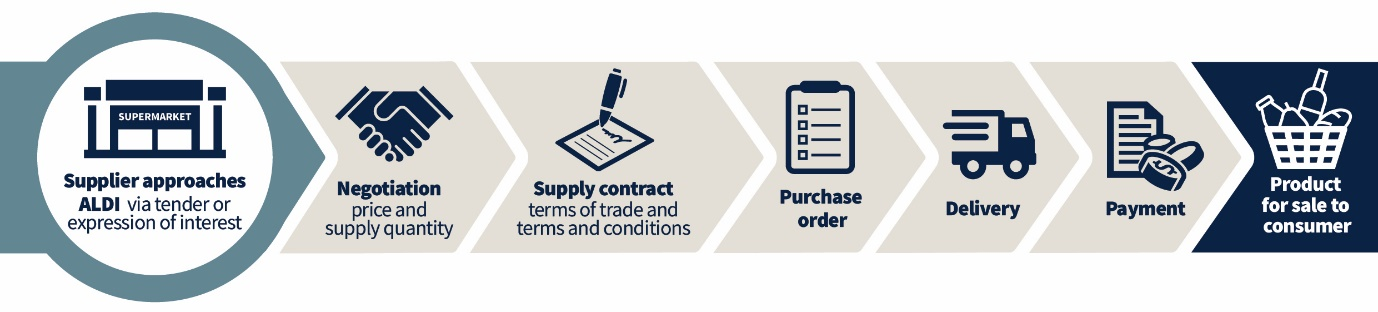 SUPERMARKET
Supplier approaches
ALDI via tender or
expression of interest
Negotiation
price and
supply quantity
Supply contract
terms of trade and
terms and conditions
Purchase
order
Delivery
$
Payment
Product
for sale to
consumer